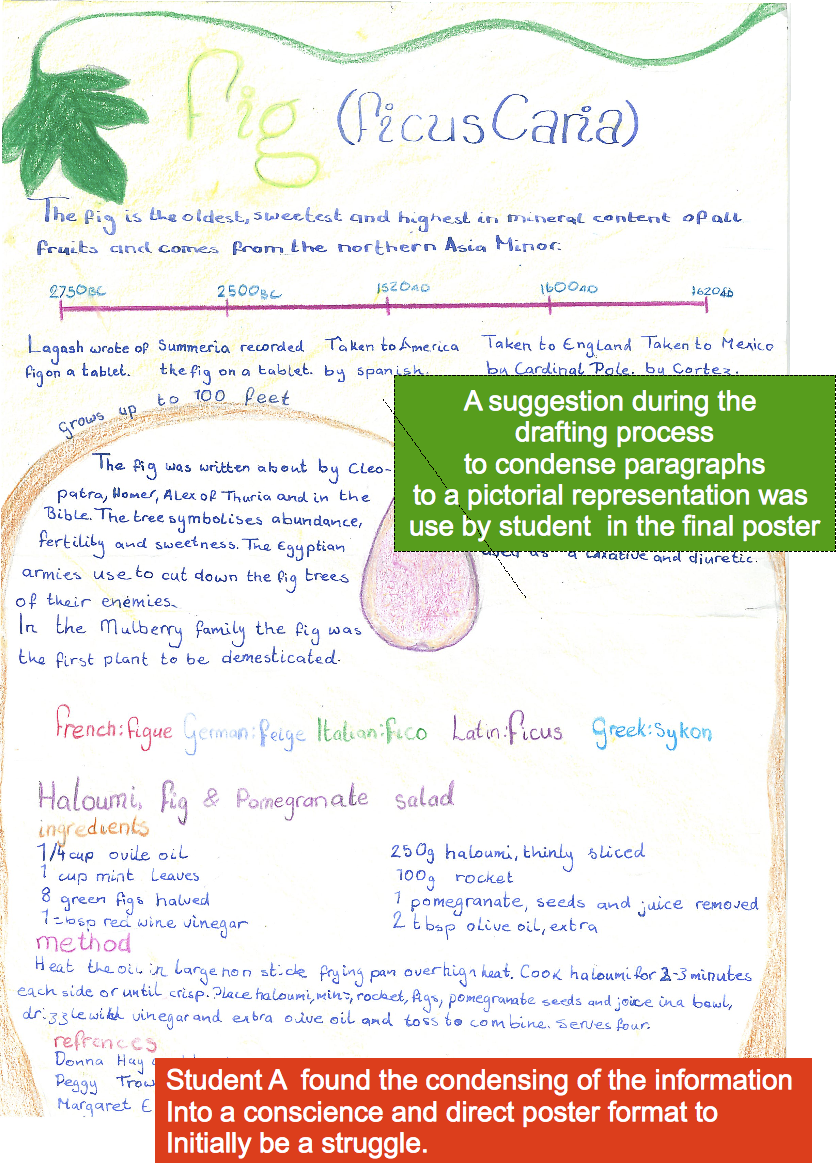 Fig (ficus Caria)
The fig is the oldest, sweetest and highest in mineral content of all
fruits and comes from the northern Asia Minor.
2750BC 2500BC 1520AD 1600AD 1620AD
Lagash wrote of
fig on a tablet.
Summeria recorded
the fig on a tablet.
Taken to America
by spanish.
Taken to England
by Cardinal Pole.
Taken to Mexico
by Cortez.
Grows up to 100 feet
The fig was written about by Cleo-
patra, Homer, Alex of Thuria and in the
Bible. The tree symbolises abundance,
fertility and sweetness. The Egyptian
armies use to cut down the fig trees
of their enemies.
In the Mulberry family the fig was
the first plant to be demesticated.
A suggestion during the
drafting process
to condense paragraphs
to a pictorial representation was
use by student in the final poster
a laxative and diuretic.
French: figue German: feige Italian: fico Latin: ficus Greek: Sykon
Haloumi, fig & Pomegranate salad
ingredients
1/4 cup ovile oil
1 cup mint leaves
8 green figs halved
1 tbsp red wine vinegar
250g haloumi, thinly sliced
100g rocket
1 pomegranate, seeds and juice removed
2 tbsp olive oil, extra
method
Heat the oil in large non stick frying pan over high heat. Cook haloumi for 2-3 minutes
each side or until crisp. Place haloumi, mint, rocket, figs, pomegranate seeds and joice in a bowl,
drizzle with vinegar and extra olive oil and toss to combine. Serves four.
refrences
Donna Hay
Peggy
Margaret
Student A found the condensing of the information
Into a conscience and direct poster format to
Initially be a struggle.